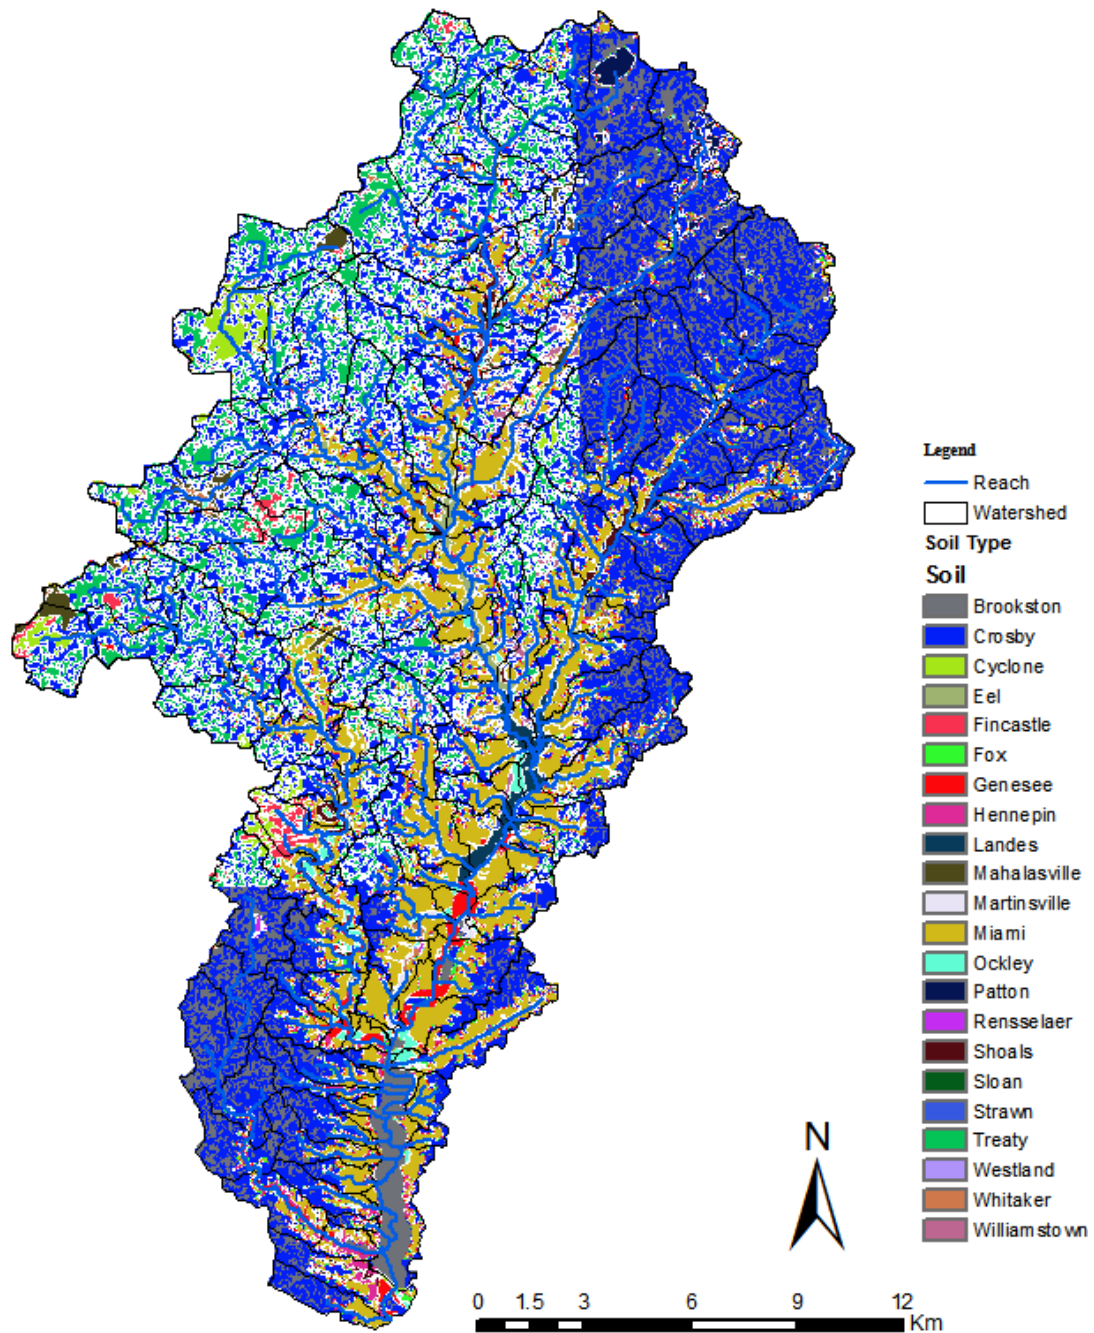 Legend
Reach
Watershed
Soil Type
Soil
Brookston
Crosby
Cyclone
Eel
Fincastle
Fox
Genesee
Hennepin
Landes
Mahalasville
Martinsville
Miami
Ockley
Patton
Rensselaer
Shoals
Sloan
Strawn
Treaty
Westland
Whitaker
Williamstown
N
0 1.5 3 6 9 12
Km